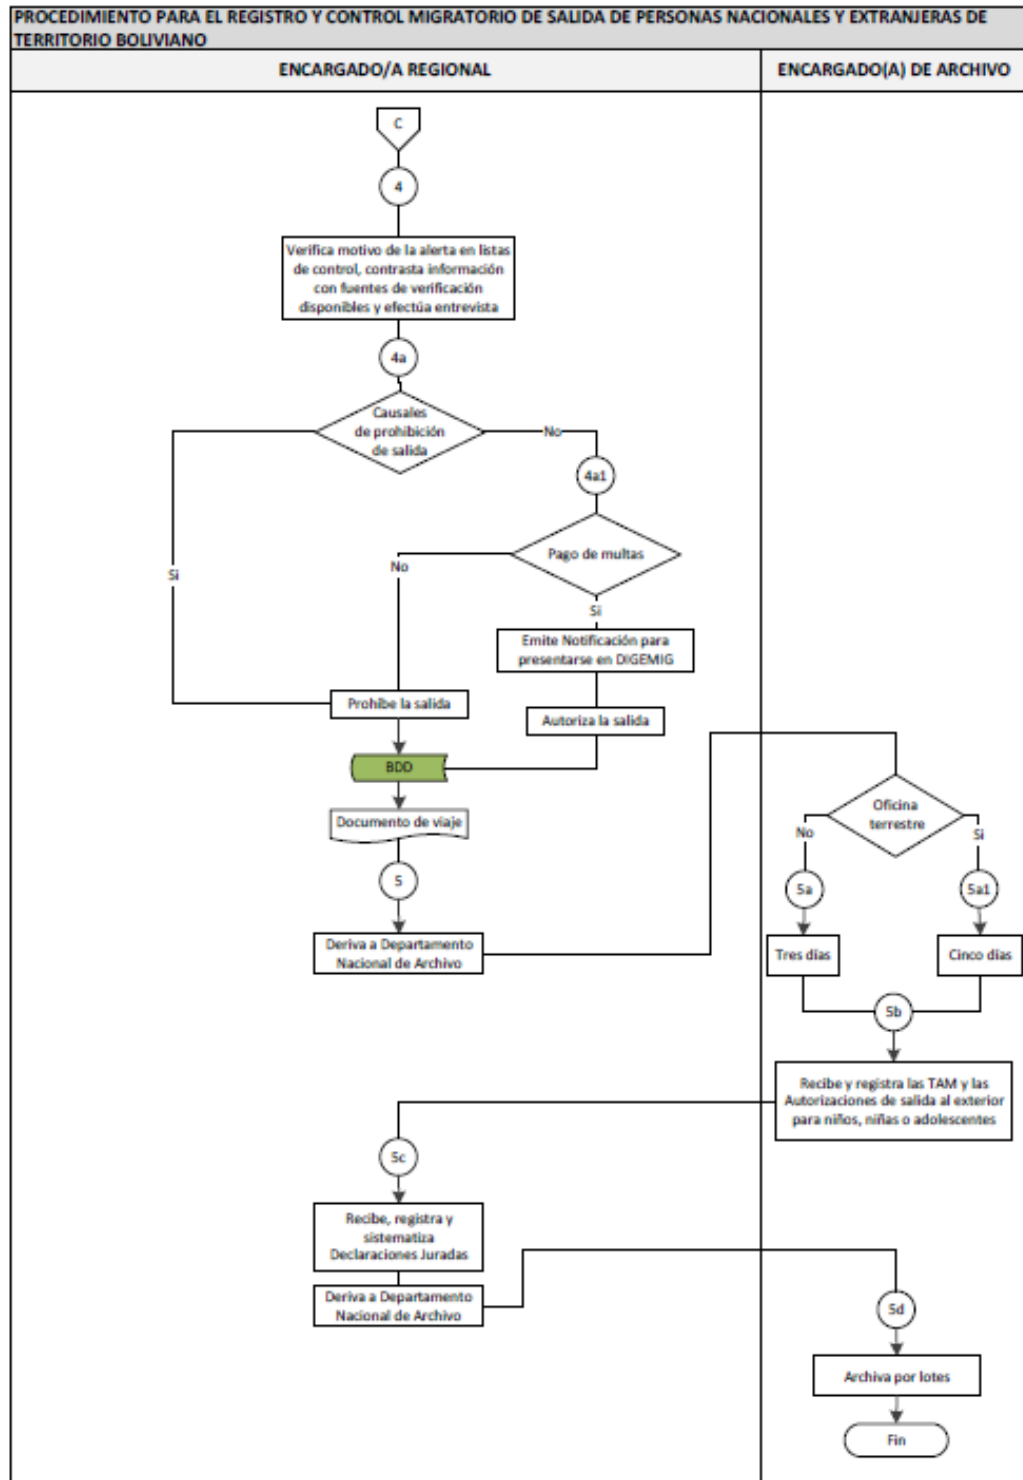 PROCEDIMIENTO PARA EL REGISTRO Y CONTROL MIGRATORIO DE SALIDA DE PERSONAS NACIONALES Y EXTRANJERAS DE
TERRITORIO BOLIVIANO
ENCARGADO/A REGIONAL
ENCARGADO(A) DE ARCHIVO
C
4
Verifica motivo de la alerta en listas
de control, contrasta información
con fuentes de verificación
disponibles y efectúa entrevista
4a
Causales
de prohibición
de salida
No
4a1
Si
Pago de multas
No
Si
Emite Notificación para
presentarse en DIGEMIG
Prohíbe la salida
Autoriza la salida
BDD
Documento de viaje
5
Deriva a Departamento
Nacional de Archivo
Oficina
terrestre
No
Si
5a
5a1
Tres días
Cinco días
5b
Recibe y registra las TAM y las
Autorizaciones de salida al exterior
para niños, niñas o adolescentes
5c
Recibe, registra y
sistematiza
Declaraciones Juradas
Deriva a Departamento
Nacional de Archivo
5d
Archiva por lotes
Fin